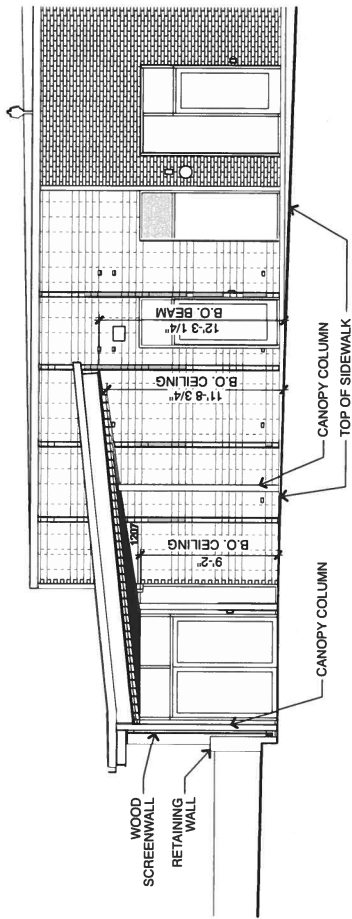 12'-3 1/4"
B.O. BEAM
11'-8 3/4"
B.O. CEILING
1207
9'-2"
B.O. CEILING
CANOPY COLUMN
TOP OF SIDEWALK
CANOPY COLUMN
WOOD
SCREENWALL
RETAINING
WALL